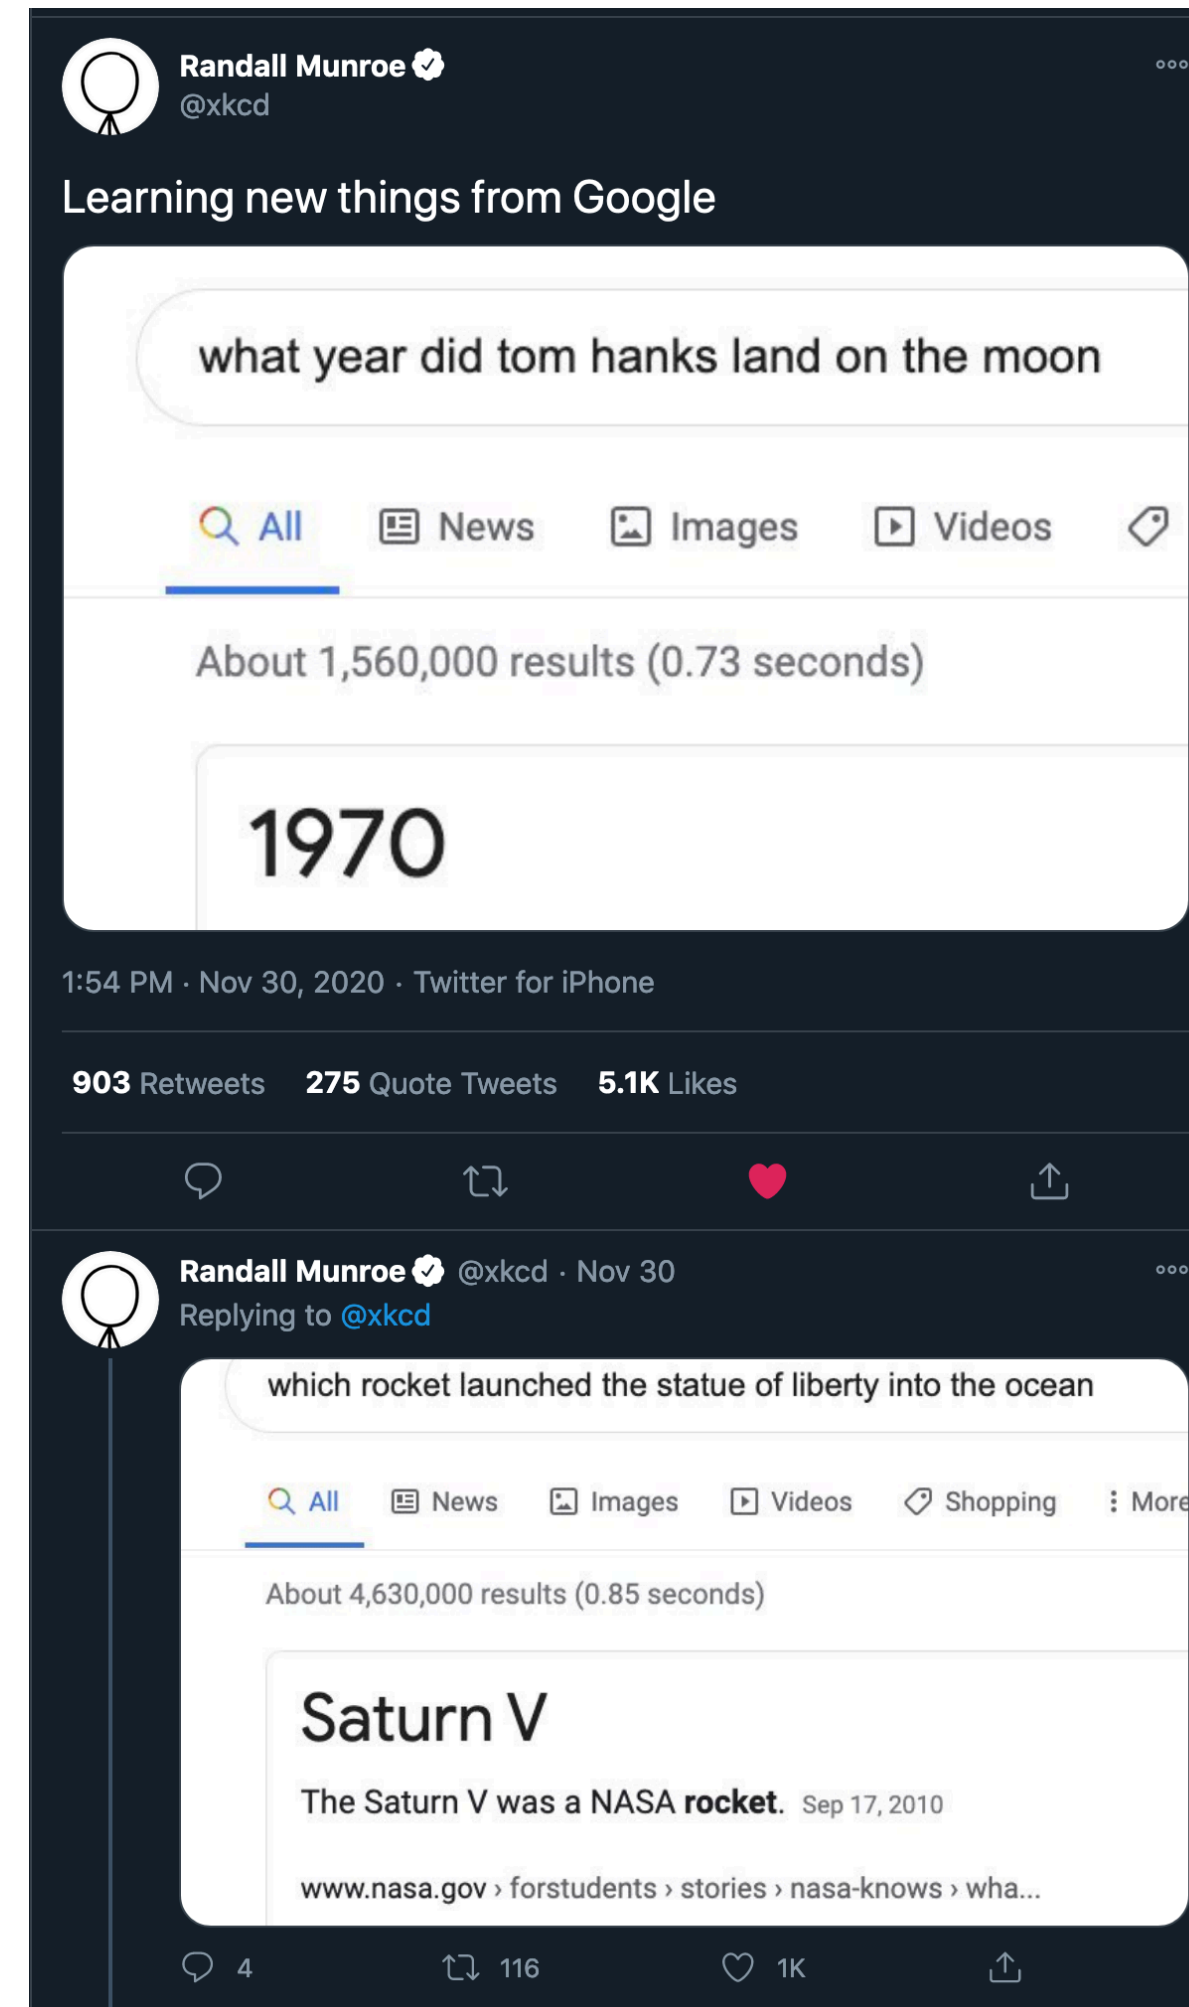 Randall Munroe
@xkcd
Learning new things from Google
what year did tom hanks land on the moon
All News Images Videos
About 1,560,000 results (0.73 seconds)
1970
1:54 PM · Nov 30, 2020 · Twitter for iPhone
903 Retweets 275 Quote Tweets 5.1K Likes
Randall Munroe @xkcd · Nov 30
Replying to @xkcd
which rocket launched the statue of liberty into the ocean
All News Images Videos Shopping More
About 4,630,000 results (0.85 seconds)
Saturn V
The Saturn V was a NASA rocket. Sep 17, 2010
www.nasa.gov › forstudents › stories › nasa-knows › wha...
4 116 1K